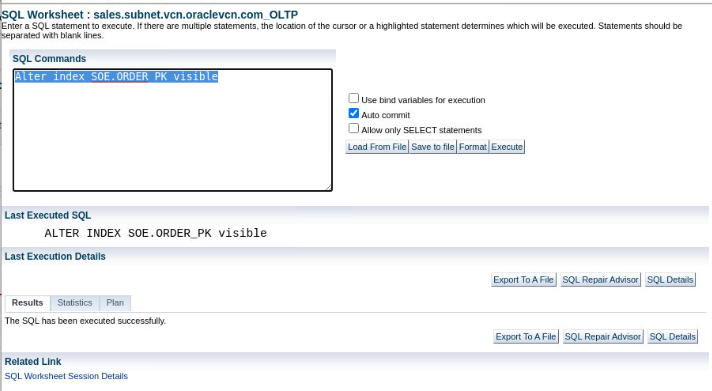 SQL Worksheet : sales.subnet.vcn.oraclevcn.com_OLTP
Enter a SQL statement to execute. If there are multiple statements, the location of the cursor or a highlighted statement determines which will be executed. Statements should be
separated with blank lines.
SQL Commands
Alter index SOE.ORDER_PK visible
Use bind variables for execution
Auto commit
Allow only SELECT statements
Load From File Save to file Format Execute
Last Executed SQL
ALTER INDEX SOE.ORDER_PK visible
Last Execution Details
Export To A File SQL Repair Advisor SQL Details
Results Statistics Plan
The SQL has been executed successfully.
Export To A File SQL Repair Advisor SQL Details
Related Link
SQL Worksheet Session Details